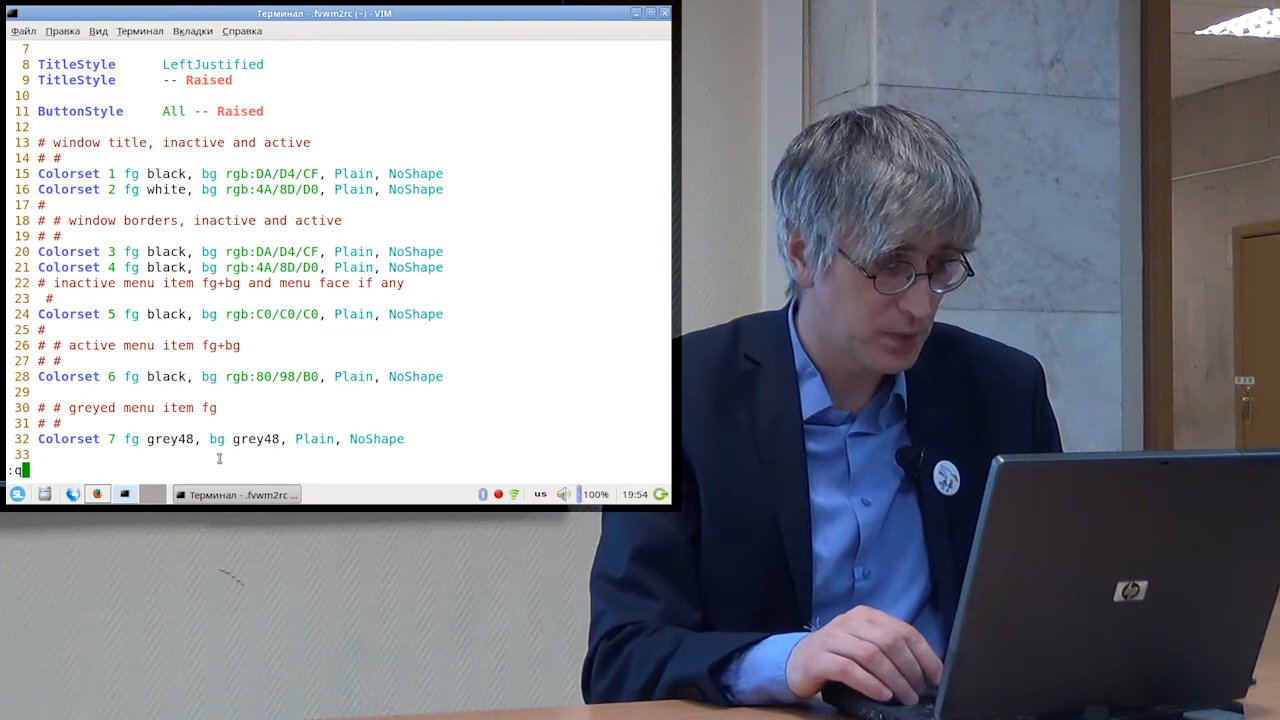 Терминал - .fvwm2rc (~) - VIM
Файл Правка Вид Терминал Вкладки Справка
7
8 TitleStyle LeftJustified
9 TitleStyle -- Raised
10
11 ButtonStyle All -- Raised
12
13 # window title, inactive and active
14 # #
15 Colorset 1 fg black, bg rgb:DA/D4/CF, Plain, NoShape
16 Colorset 2 fg white, bg rgb:4A/8D/D0, Plain, NoShape
17 #
18 # # window borders, inactive and active
19 # #
20 Colorset 3 fg black, bg rgb:DA/D4/CF, Plain, NoShape
21 Colorset 4 fg black, bg rgb:4A/8D/D0, Plain, NoShape
22 # inactive menu item fg+bg and menu face if any
23 #
24 Colorset 5 fg black, bg rgb:C0/C0/C0, Plain, NoShape
25 #
26 # # active menu item fg+bg
27 # #
28 Colorset 6 fg black, bg rgb:80/98/B0, Plain, NoShape
29
30 # # greyed menu item fg
31 # #
32 Colorset 7 fg grey48, bg grey48, Plain, NoShape
33
:q
SL Терминал - .fvwm2rc ... us 100% 19:54
hp